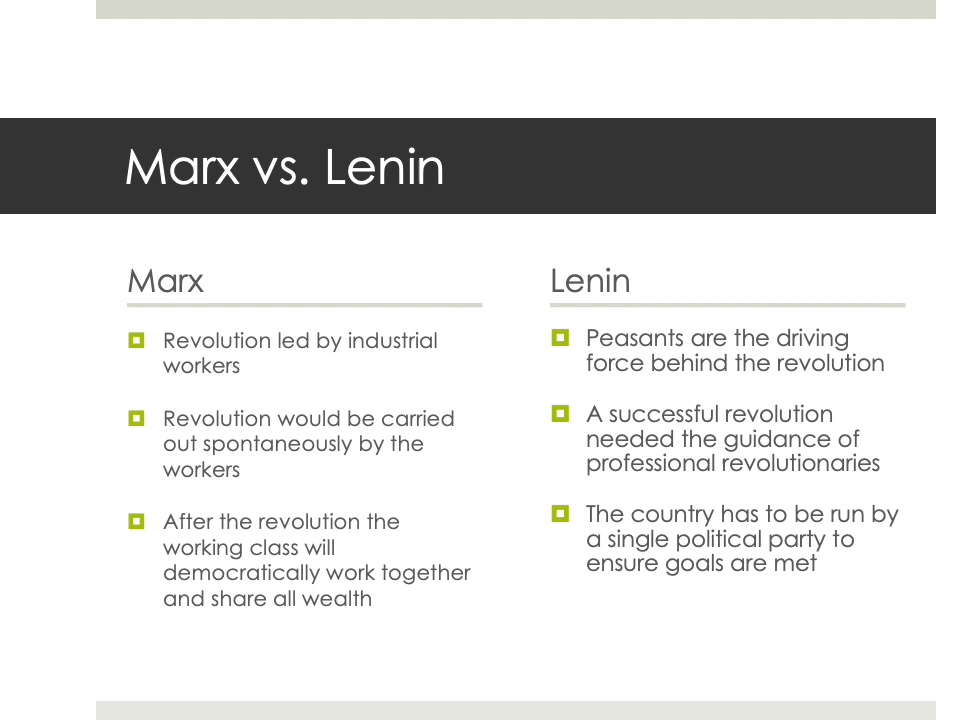 Marx vs. Lenin
Marx
Revolution led by industrial
workers
Revolution would be carried
out spontaneously by the
workers
After the revolution the
working class will
democratically work together
and share all wealth
Lenin
Peasants are the driving
force behind the revolution
A successful revolution
needed the guidance of
professional revolutionaries
The country has to be run by
a single political party to
ensure goals are met